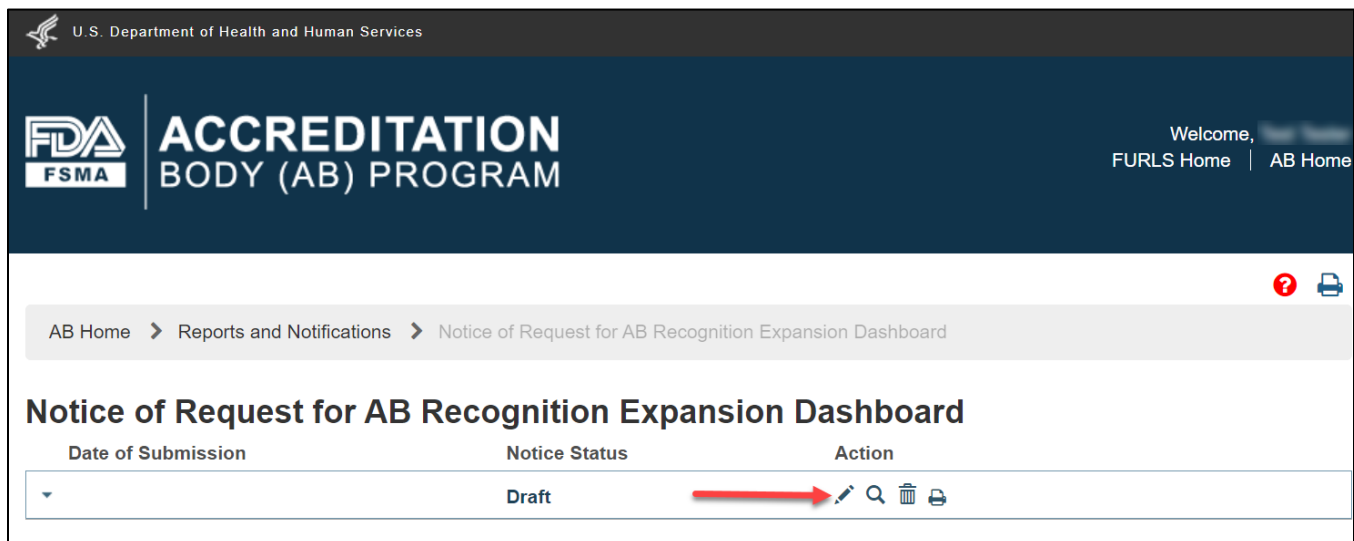 U.S. Department of Health and Human Services
FDA
FSMA
ACCREDITATION
BODY (AB) PROGRAM
Welcome,
FURLS Home | AB Home
?
AB Home > Reports and Notifications > Notice of Request for AB Recognition Expansion Dashboard
Notice of Request for AB Recognition Expansion Dashboard
Date of Submission Notice Status Action
Draft